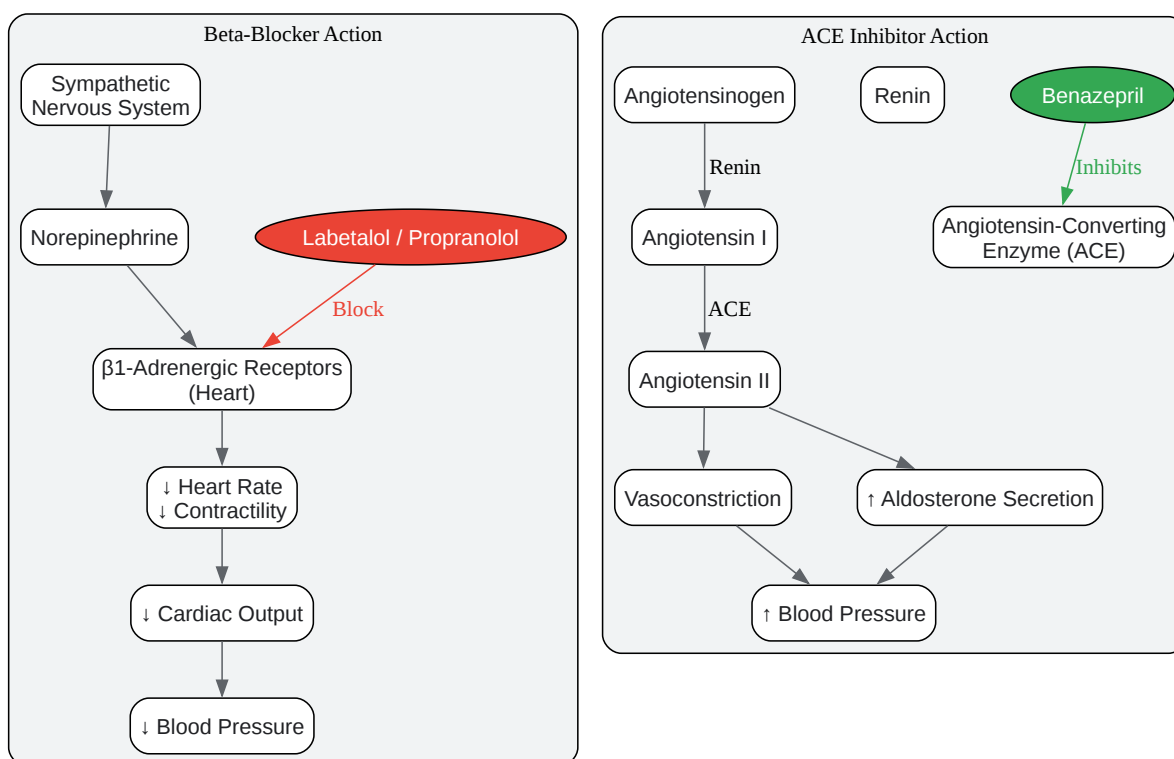 Beta-Blocker Action
Sympathetic
Nervous System
Norepinephrine
Labetalol / Propranolol
Block
β1-Adrenergic Receptors
(Heart)
↓ Heart Rate
↓ Contractility
↓ Cardiac Output
↓ Blood Pressure
ACE Inhibitor Action
Angiotensinogen
Renin
Benazepril
Renin
Inhibits
Angiotensin I
Angiotensin-Converting
Enzyme (ACE)
ACE
Angiotensin II
Vasoconstriction
↑ Aldosterone Secretion
↑ Blood Pressure